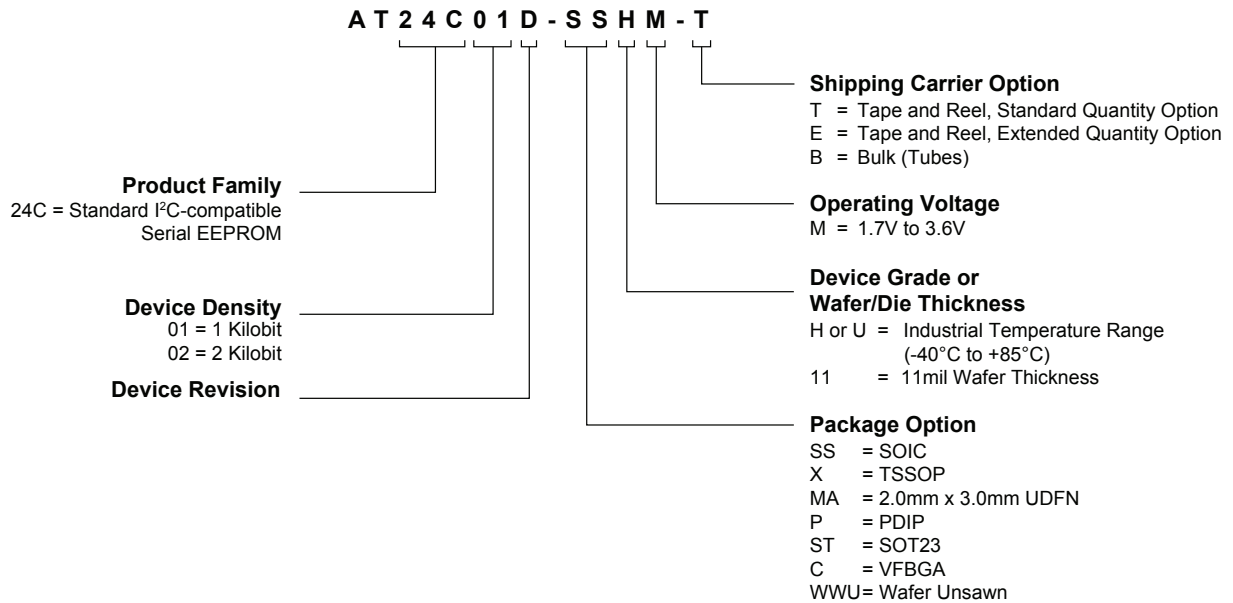 AT24C01D-SSHM-T
Shipping Carrier Option
T = Tape and Reel, Standard Quantity Option
E = Tape and Reel, Extended Quantity Option
B = Bulk (Tubes)
Product Family
24C = Standard I²C-compatible
Serial EEPROM
Operating Voltage
M = 1.7V to 3.6V
Device Density
01 = 1 Kilobit
02 = 2 Kilobit
Device Revision
Device Grade or
Wafer/Die Thickness
H or U = Industrial Temperature Range
(-40°C to +85°C)
11 = 11mil Wafer Thickness
Package Option
SS = SOIC
X = TSSOP
MA = 2.0mm x 3.0mm UDFN
P = PDIP
ST = SOT23
C = VFBGA
WWU= Wafer Unsawn